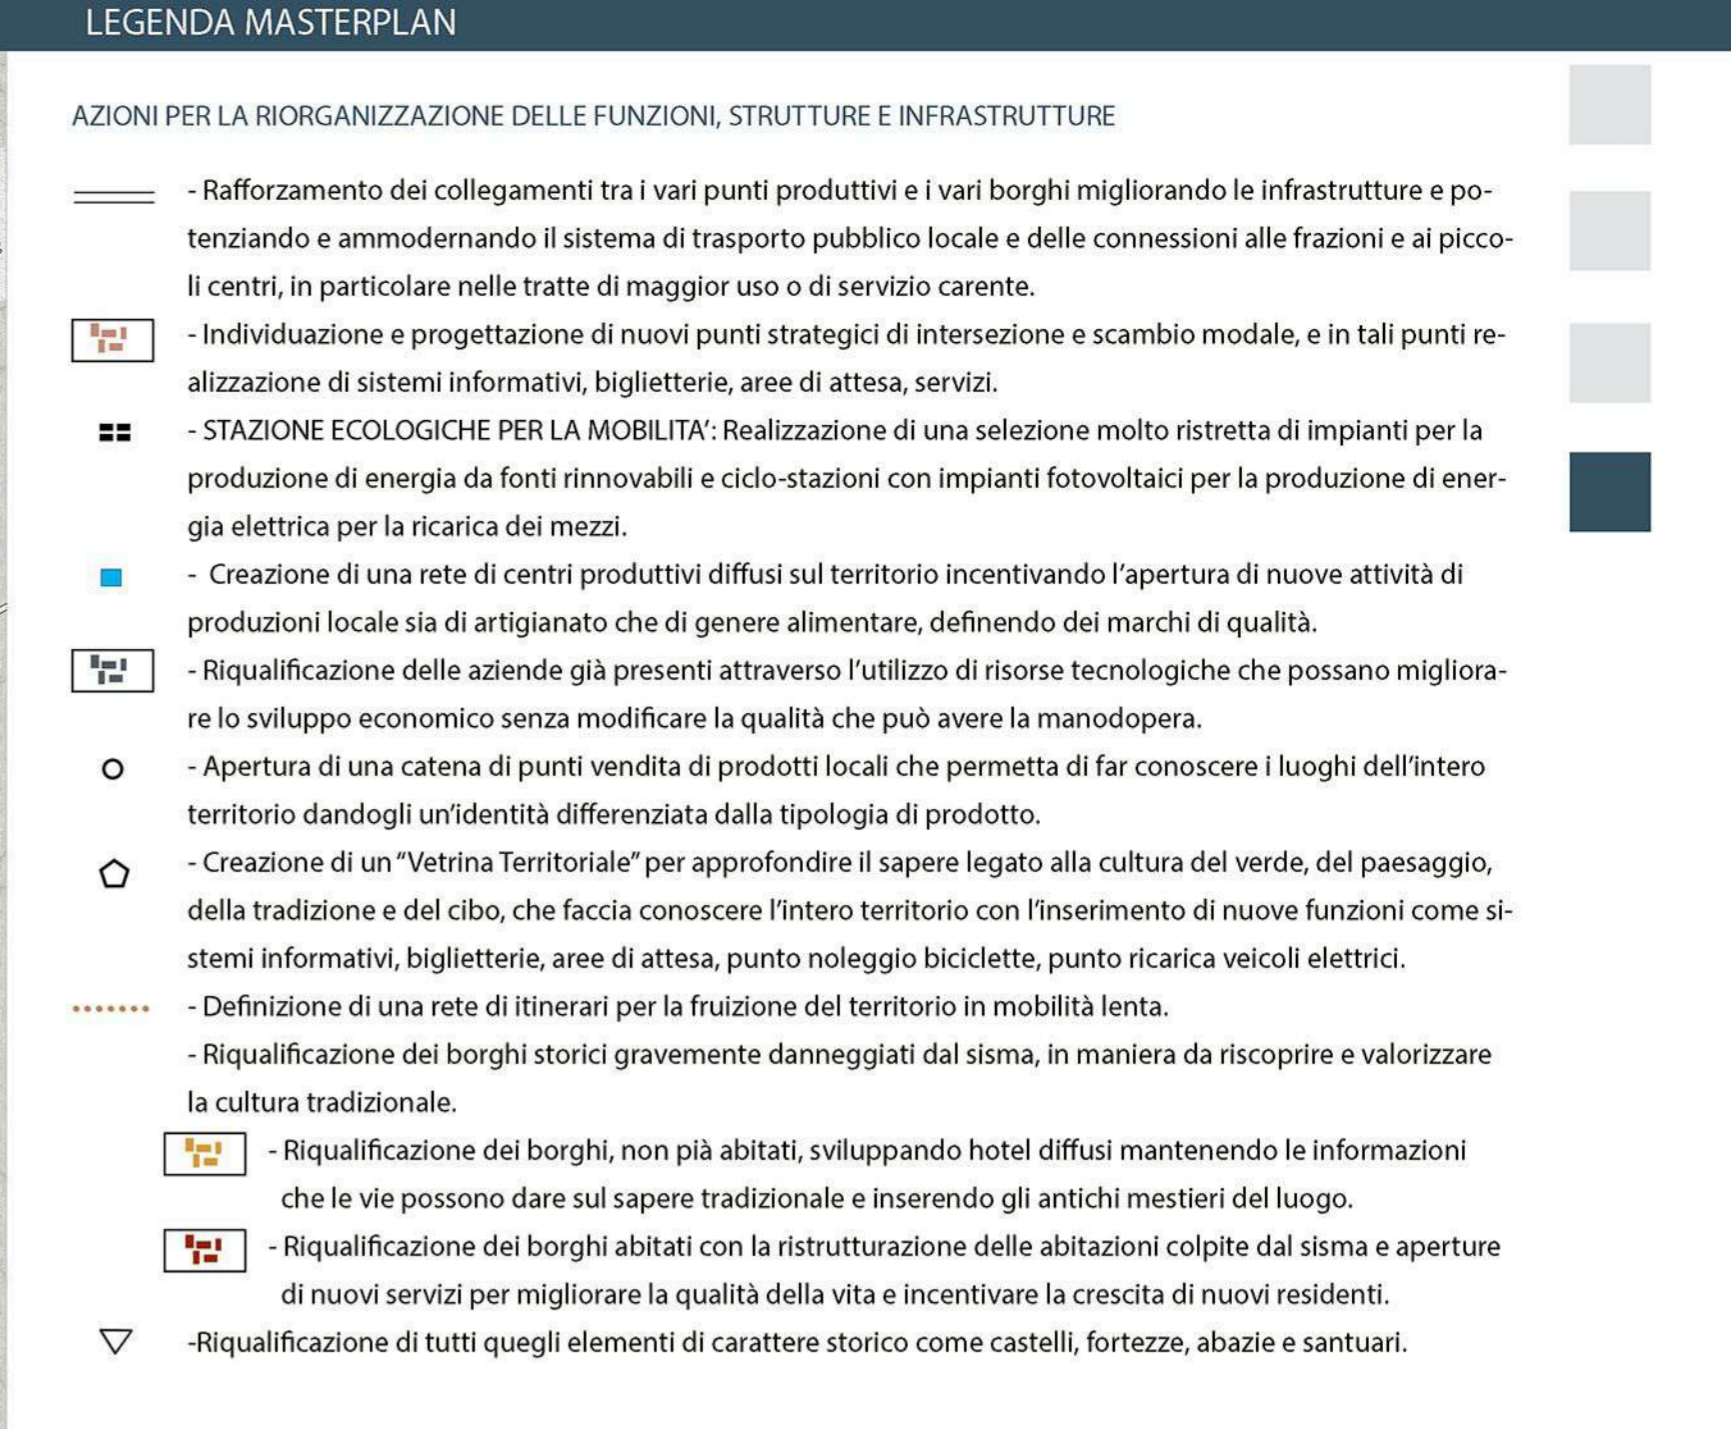 LEGENDA MASTERPLAN
AZIONI PER LA RIORGANIZZAZIONE DELLE FUNZIONI, STRUTTURE E INFRASTRUTTURE
- Rafforzamento dei collegamenti tra i vari punti produttivi e i vari borghi migliorando le infrastrutture e po-
tenziando e ammodernando il sistema di trasporto pubblico locale e delle connessioni alle frazioni e ai picco-
li centri, in particolare nelle tratte di maggior uso o di servizio carente.
- Individuazione e progettazione di nuovi punti strategici di intersezione e scambio modale, e in tali punti re-
alizzazione di sistemi informativi, biglietterie, aree di attesa, servizi.
- STAZIONE ECOLOGICHE PER LA MOBILITA’: Realizzazione di una selezione molto ristretta di impianti per la
produzione di energia da fonti rinnovabili e ciclo-stazioni con impianti fotovoltaici per la produzione di ener-
gia elettrica per la ricarica dei mezzi.
- Creazione di una rete di centri produttivi diffusi sul territorio incentivando l’apertura di nuove attività di
produzioni locale sia di artigianato che di genere alimentare, definendo dei marchi di qualità.
- Riqualificazione delle aziende già presenti attraverso l’utilizzo di risorse tecnologiche che possano migliora-
re lo sviluppo economico senza modificare la qualità che può avere la manodopera.
- Apertura di una catena di punti vendita di prodotti locali che permetta di far conoscere i luoghi dell’intero
territorio dandogli un’identità differenziata dalla tipologia di prodotto.
- Creazione di un “Vetrina Territoriale” per approfondire il sapere legato alla cultura del verde, del paesaggio,
della tradizione e del cibo, che faccia conoscere l’intero territorio con l’inserimento di nuove funzioni come si-
stemi informativi, biglietterie, aree di attesa, punto noleggio biciclette, punto ricarica veicoli elettrici.
- Definizione di una rete di itinerari per la fruizione del territorio in mobilità lenta.
- Riqualificazione dei borghi storici gravemente danneggiati dal sisma, in maniera da riscoprire e valorizzare
la cultura tradizionale.
- Riqualificazione dei borghi, non pià abitati, sviluppando hotel diffusi mantenendo le informazioni
che le vie possono dare sul sapere tradizionale e inserendo gli antichi mestieri del luogo.
- Riqualificazione dei borghi abitati con la ristrutturazione delle abitazioni colpite dal sisma e aperture
di nuovi servizi per migliorare la qualità della vita e incentivare la crescita di nuovi residenti.
-Riqualificazione di tutti quegli elementi di carattere storico come castelli, fortezze, abazie e santuari.